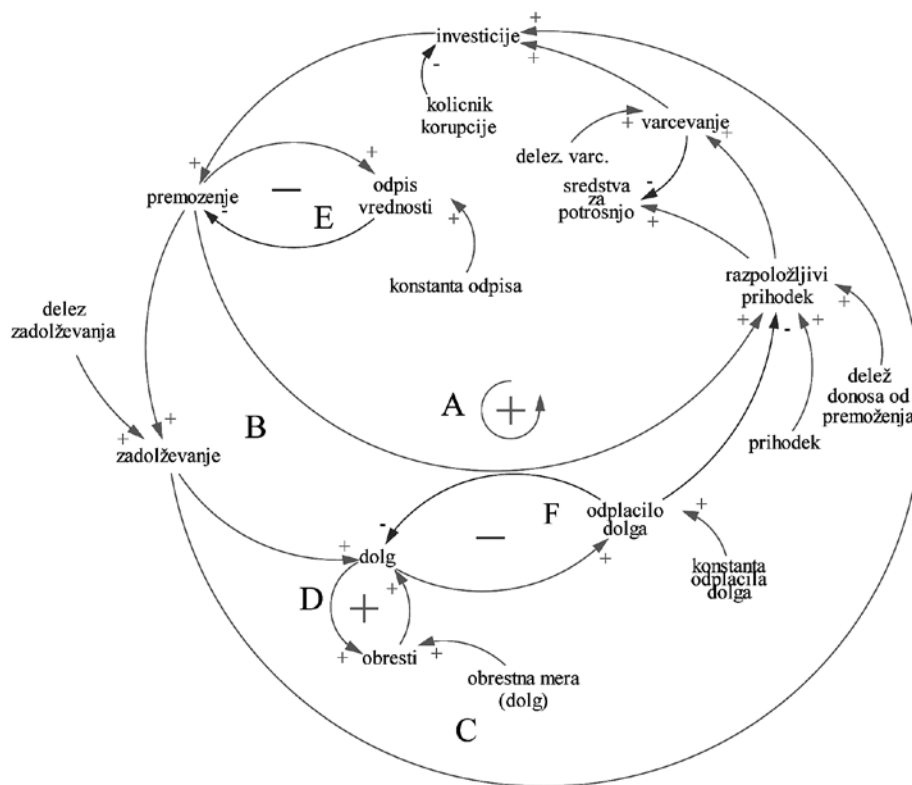 +
investicije
+
-
kolicnik
korupcije
varcevanje
+
+
delez. varc.
+
+
premozenje
-
—
E
odpis
vrednosti
+
sredstva
za
potrosnjo
-
+
konstanta odpisa
razpoložljivi
prihodek
+
-
+
+
delez
zadolževanja
delež
donosa od
premoženja
A
+
B
prihodek
+
+
zadolževanje
F
odplacilo
dolga
+
-
—
+
dolg
+
+
konstanta
odplacila
dolga
D
+
+
obresti
+
obrestna mera
(dolg)
C